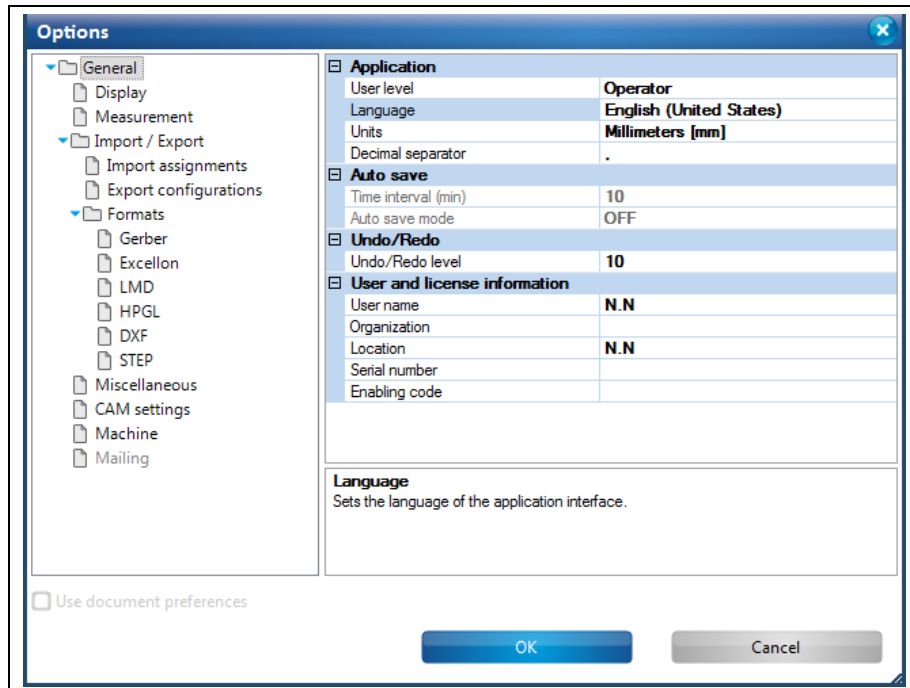 Options
General
Display
Measurement
Import / Export
Import assignments
Export configurations
Formats
Gerber
Excellon
LMD
HPGL
DXF
STEP
Miscellaneous
CAM settings
Machine
Mailing
Application
User level Operator
Language English (United States)
Units Millimeters [mm]
Decimal separator .
Auto save
Time interval (min) 10
Auto save mode OFF
Undo/Redo
Undo/Redo level 10
User and license information
User name N.N
Organization
Location N.N
Serial number
Enabling code
Language
Sets the language of the application interface.
Use document preferences
OK Cancel